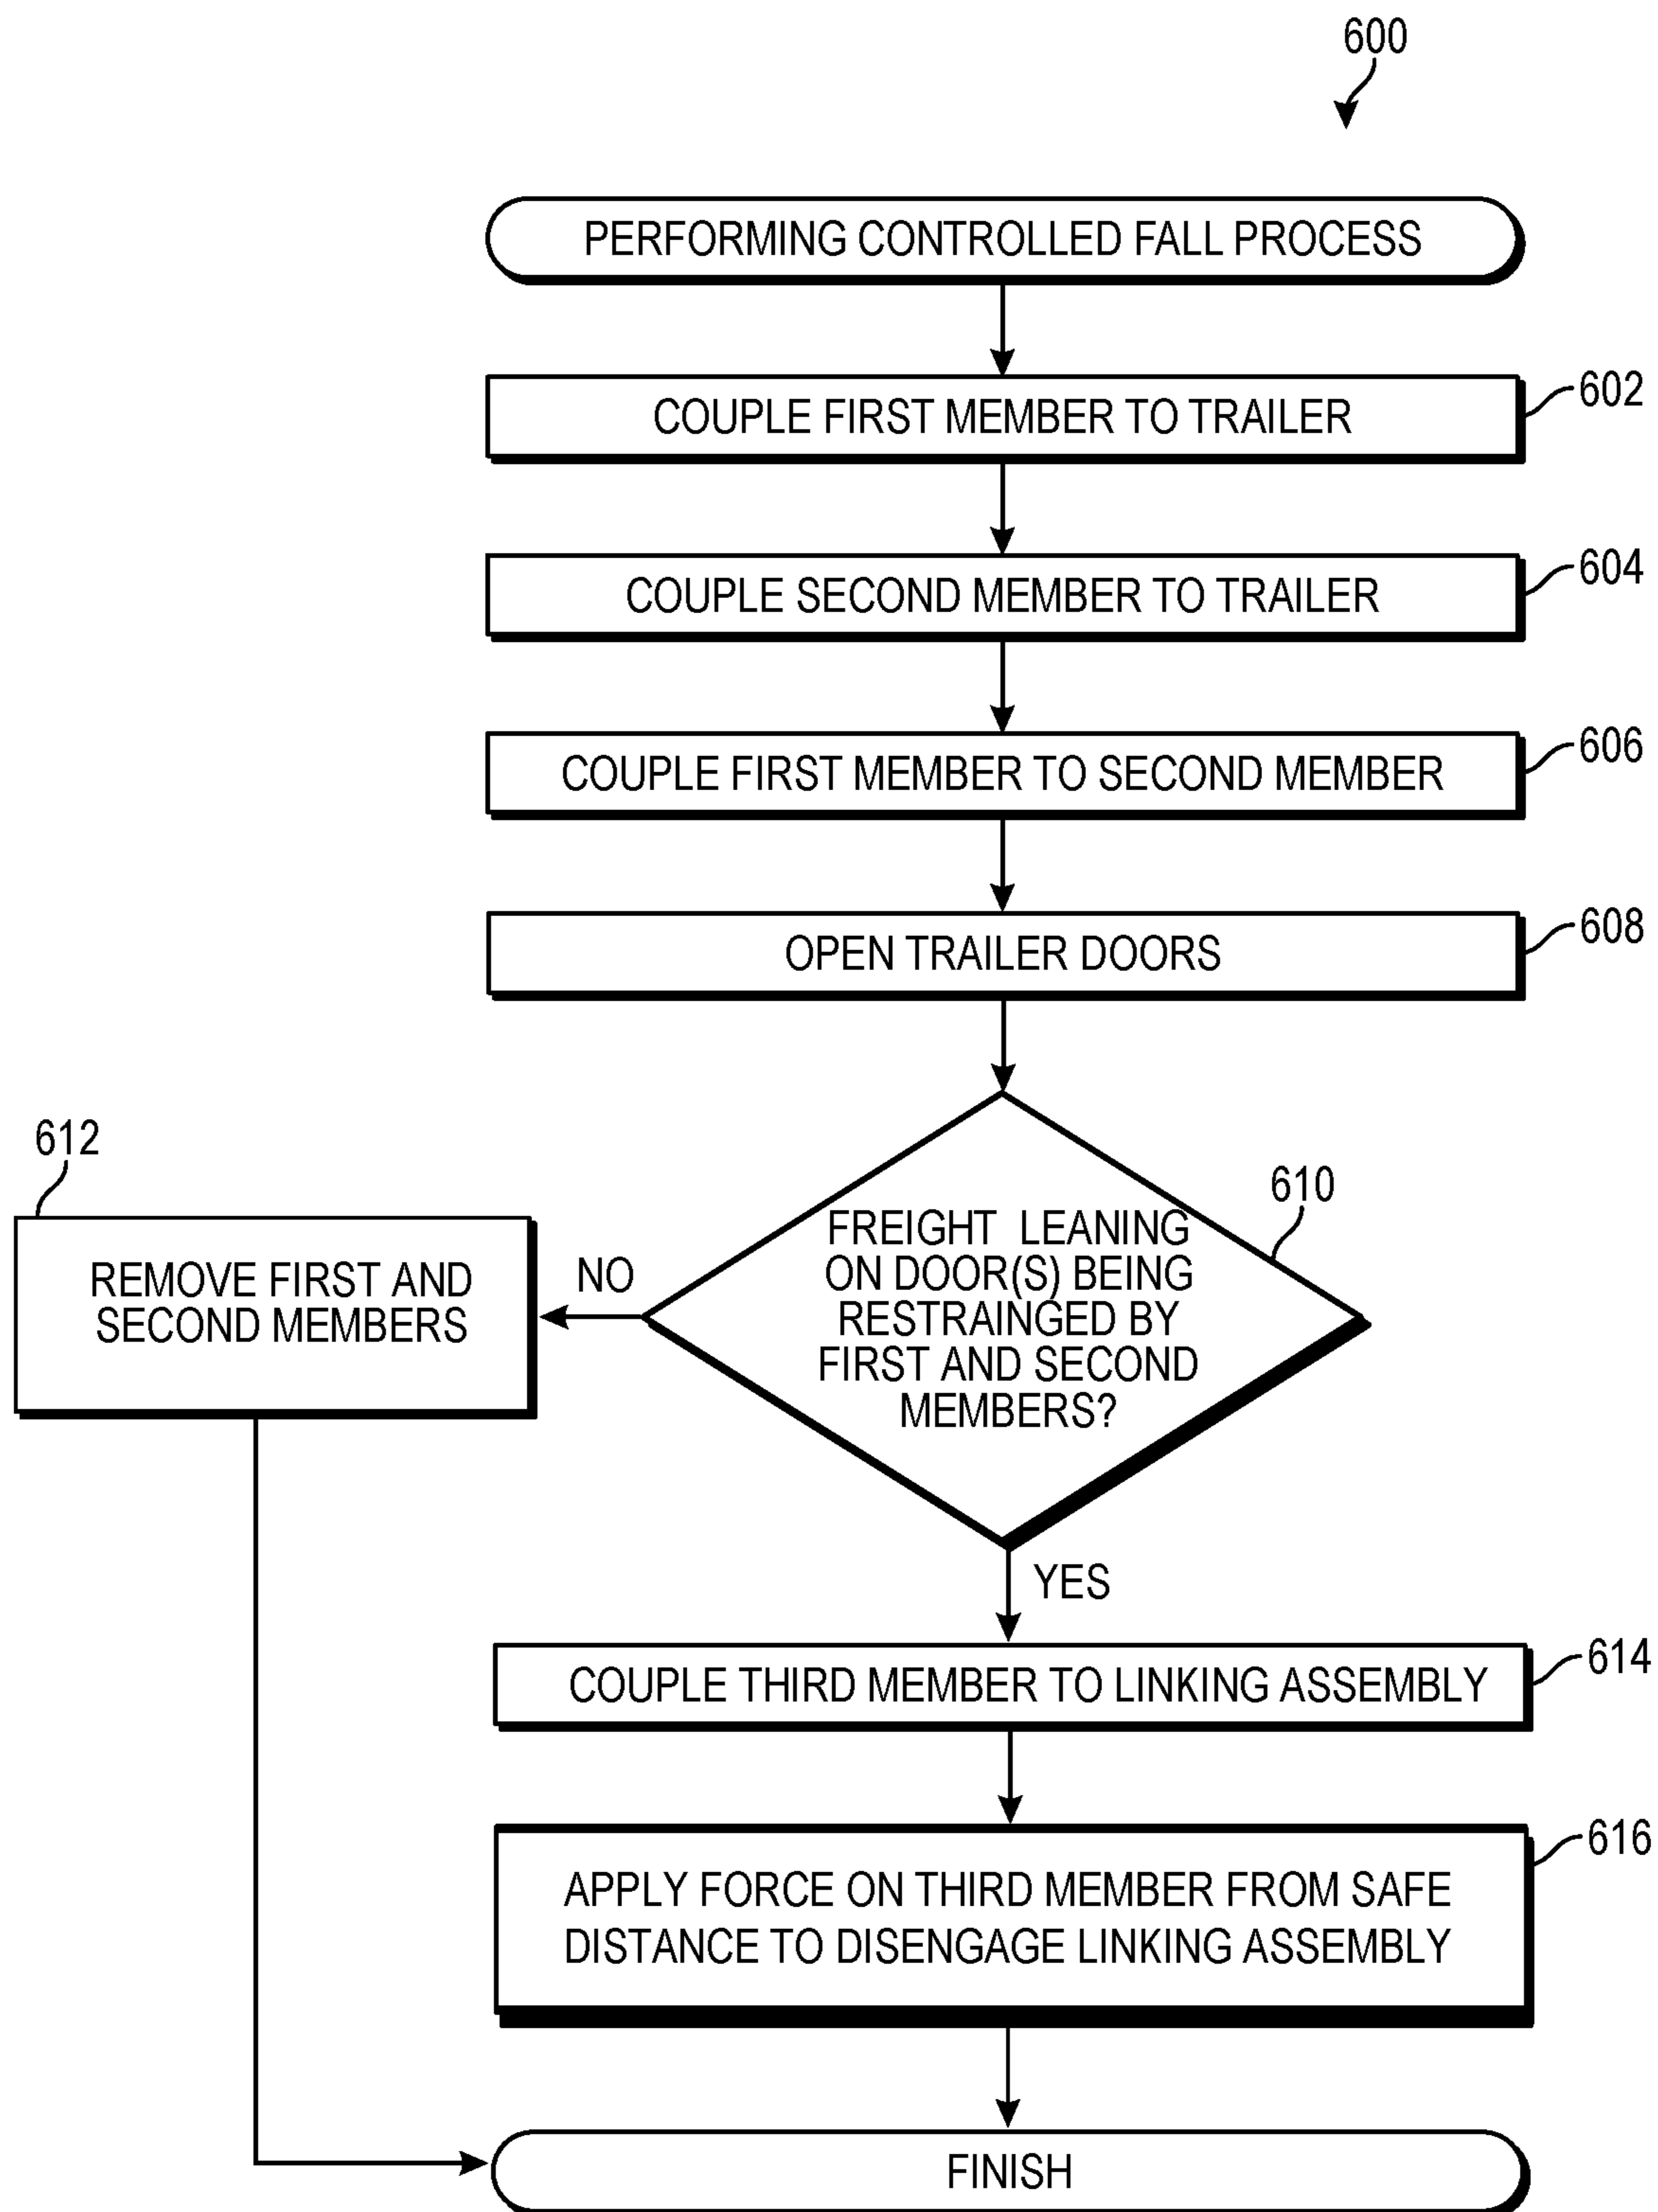 600
PERFORMING CONTROLLED FALL PROCESS
602
COUPLE FIRST MEMBER TO TRAILER
604
COUPLE SECOND MEMBER TO TRAILER
606
COUPLE FIRST MEMBER TO SECOND MEMBER
608
OPEN TRAILER DOORS
610
FREIGHT LEANING
ON DOOR(S) BEING
RESTRAINGED BY
FIRST AND SECOND
MEMBERS?
NO
612
REMOVE FIRST AND
SECOND MEMBERS
YES
614
COUPLE THIRD MEMBER TO LINKING ASSEMBLY
616
APPLY FORCE ON THIRD MEMBER FROM SAFE
DISTANCE TO DISENGAGE LINKING ASSEMBLY
FINISH